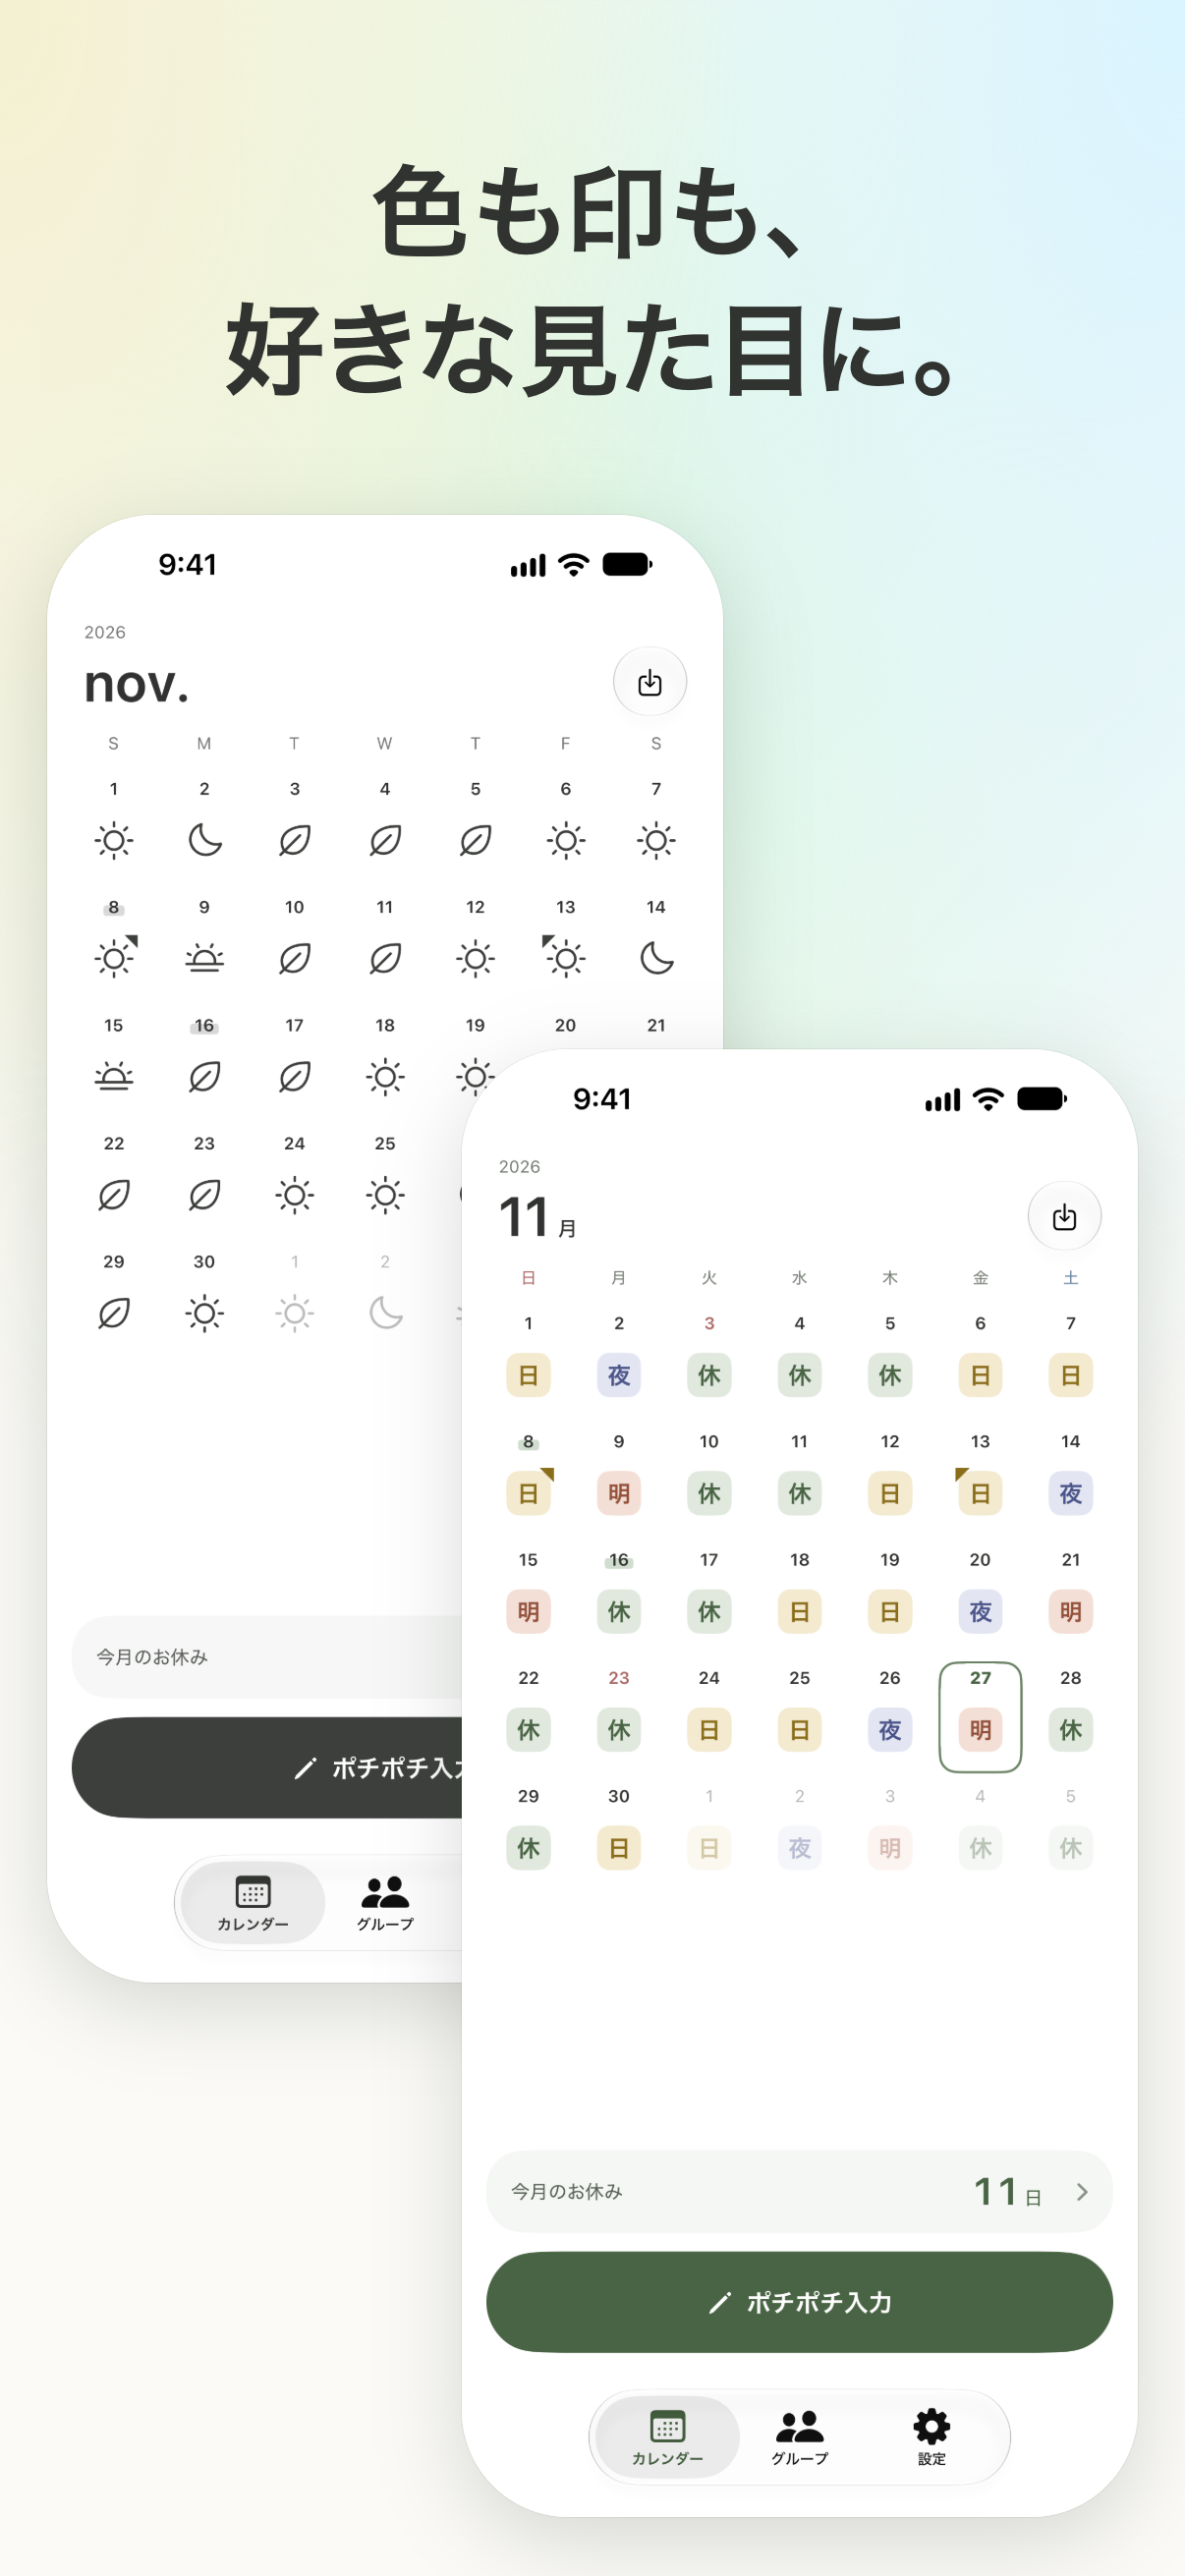 色も印も、
好きな見た目に。
9:41
2026
nov.
S M T W T F S
1 2 3 4 5 6 7
8 9 10 11 12 13 14
15 16 17 18 19 20 21
22 23 24 25
29 30 1 2
今月のお休み
ポチポチ入
カレンダー グループ
9:41
2026
11月
日 月 火 水 木 金 土
1 2 3 4 5 6 7
日 夜 休 休 休 日 日
8 9 10 11 12 13 14
日 明 休 休 日 日 夜
15 16 17 18 19 20 21
明 休 休 日 日 夜 明
22 23 24 25 26 27 28
休 休 日 日 夜 明 休
29 30 1 2 3 4 5
休 日 日 夜 明 休 休
今月のお休み 11日
ポチポチ入力
カレンダー グループ 設定